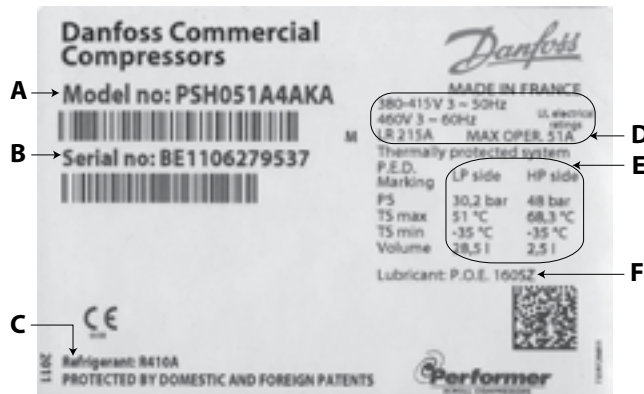 Danfoss Commercial
Compressors
Danfoss
MADE IN FRANCE
A
Model no: PSH051A4AKA
380-415V 3 ~ 50Hz
460V 3 ~ 60Hz
UL electrical
ratings
LR 215A MAX OPER. 51A
D
M
B
Serial no: BE1106279537
Thermally protected system
E
P.E.D.
Marking LP side HP side
PS 30,2 bar 48 bar
TS max 51 °C 68,3 °C
TS min -35 °C -35 °C
Volume 28,5 l 2,5 l
Lubricant: P.O.E. 160SZ
F
CE
C
Refrigerant: R410A
2011
PROTECTED BY DOMESTIC AND FOREIGN PATENTS
Performer
SCROLL COMPRESSORS